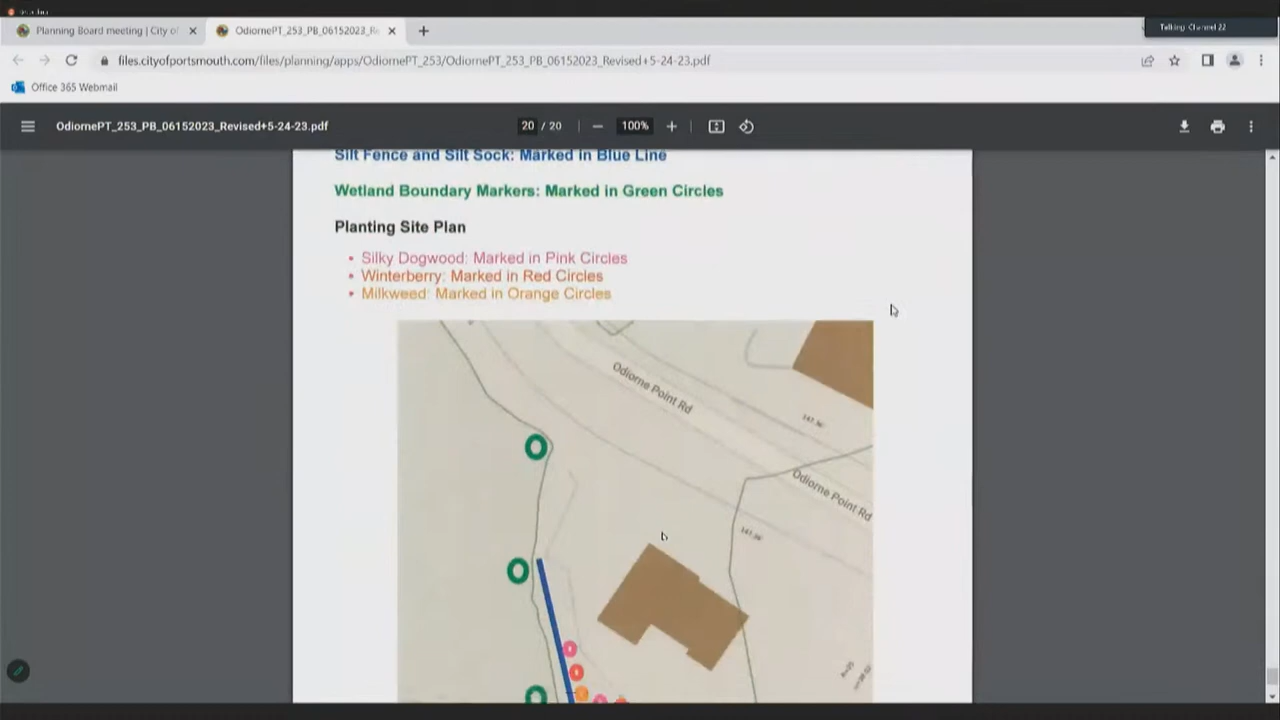 Planning Board meeting | City of
OdiornePT_253_PB_06152023_R
Talking: Channel 22
files.cityofportsmouth.com/files/planning/apps/OdiornePT_253/OdiornePT_253_PB_06152023_Revised+5-24-23.pdf
Office 365 Webmail
OdiornePT_253_PB_06152023_Revised+5-24-23.pdf
20 / 20
100%
Silt Fence and Silt Sock: Marked in Blue Line
Wetland Boundary Markers: Marked in Green Circles
Planting Site Plan
• Silky Dogwood: Marked in Pink Circles
• Winterberry: Marked in Red Circles
• Milkweed: Marked in Orange Circles
Odiorne Point Rd
Odiorne Point Rd